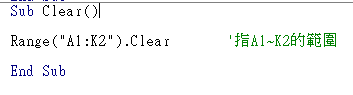 Sub Clear()
Range("A1:K2").Clear '指A1~K2的範圍
End Sub